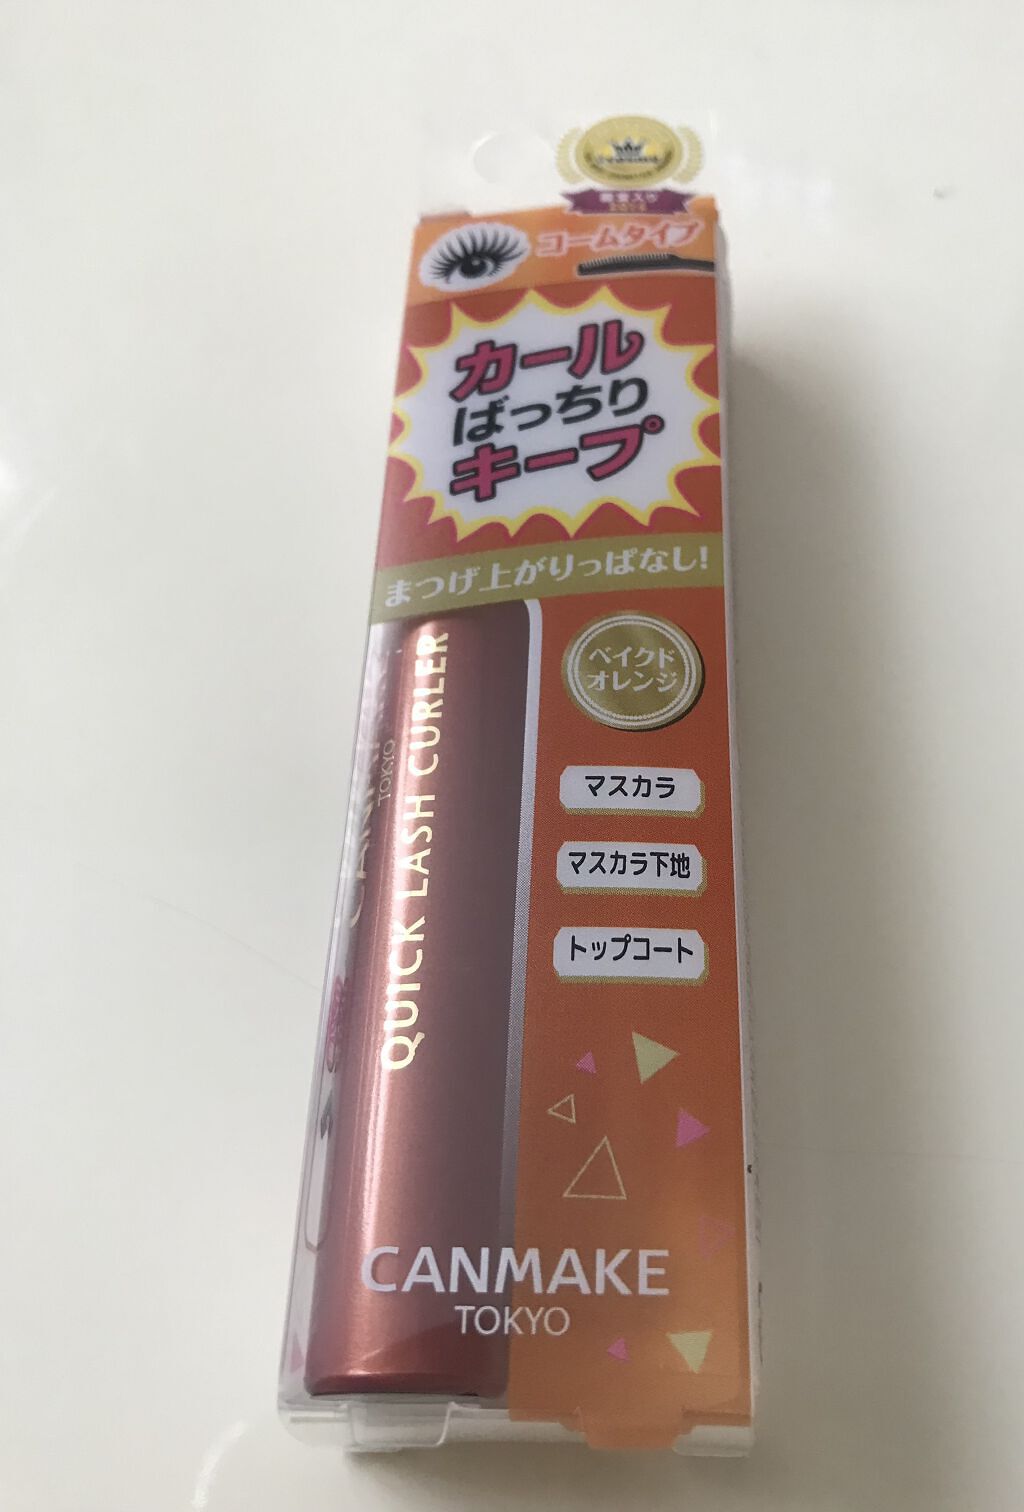 コームタイプ
カール
ばっちり
キープ
まつげ上がりっぱなし!
ベイクド
オレンジ
マスカラ
マスカラ下地
トップコート
QUICK LASH CURLER
TOKYO
CANMAKE
TOKYO